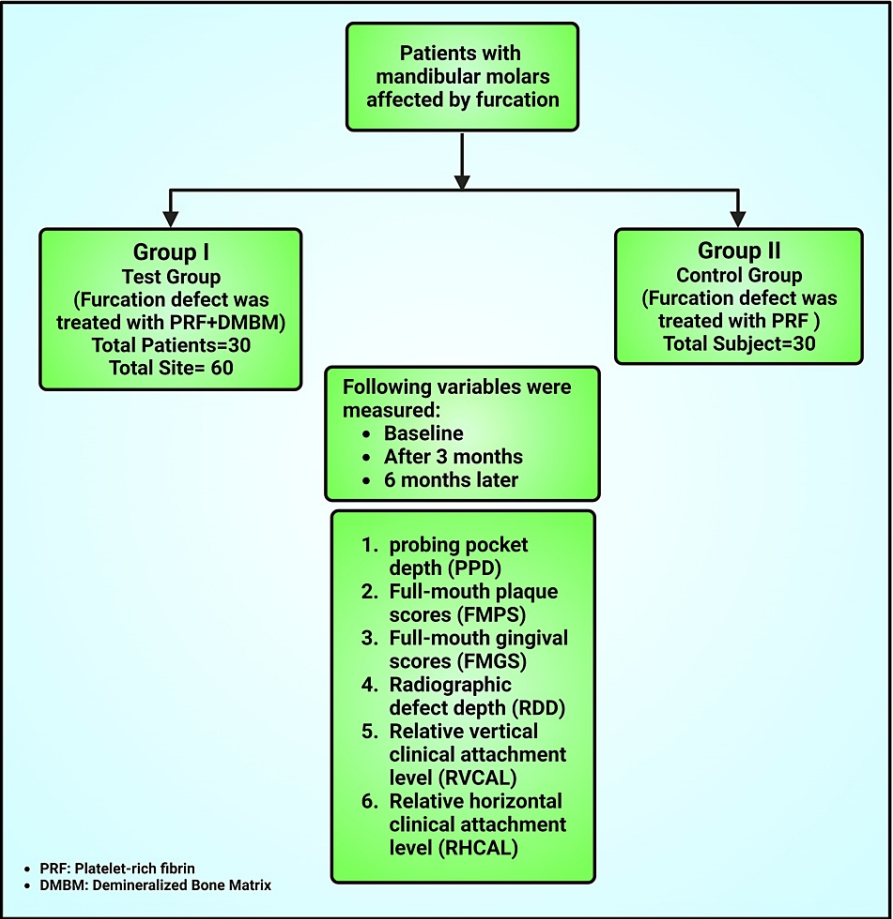 Patients with
mandibular molars
affected by furcation
Group I
Test Group
(Furcation defect was
treated with PRF+DMBM)
Total Patients=30
Total Site= 60
Group II
Control Group
(Furcation defect was
treated with PRF )
Total Subject=30
Following variables were
measured:
• Baseline
• After 3 months
• 6 months later
1. probing pocket
depth (PPD)
2. Full-mouth plaque
scores (FMPS)
3. Full-mouth gingival
scores (FMGS)
4. Radiographic
defect depth (RDD)
5. Relative vertical
clinical attachment
level (RVCAL)
6. Relative horizontal
clinical attachment
level (RHCAL)
• PRF: Platelet-rich fibrin
• DMBM: Demineralized Bone Matrix